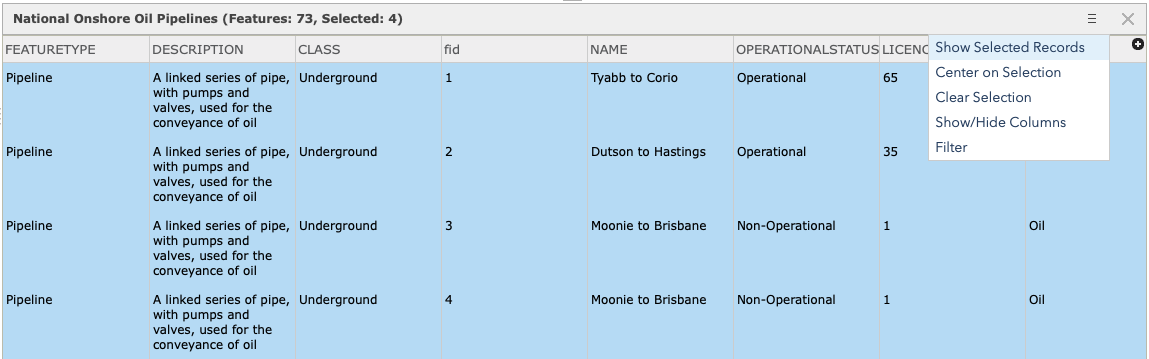 National Onshore Oil Pipelines (Features: 73, Selected: 4)
FEATURETYPE DESCRIPTION CLASS fid NAME OPERATIONALSTATUS LICENC
Show Selected Records
Center on Selection
Clear Selection
Show/Hide Columns
Filter
Pipeline A linked series of pipe, Underground 1 Tyabb to Corio Operational 65
with pumps and
valves, used for the
conveyance of oil
Pipeline A linked series of pipe, Underground 2 Dutson to Hastings Operational 35
with pumps and
valves, used for the
conveyance of oil
Pipeline A linked series of pipe, Underground 3 Moonie to Brisbane Non-Operational 1 Oil
with pumps and
valves, used for the
conveyance of oil
Pipeline A linked series of pipe, Underground 4 Moonie to Brisbane Non-Operational 1 Oil
with pumps and
valves, used for the
conveyance of oil